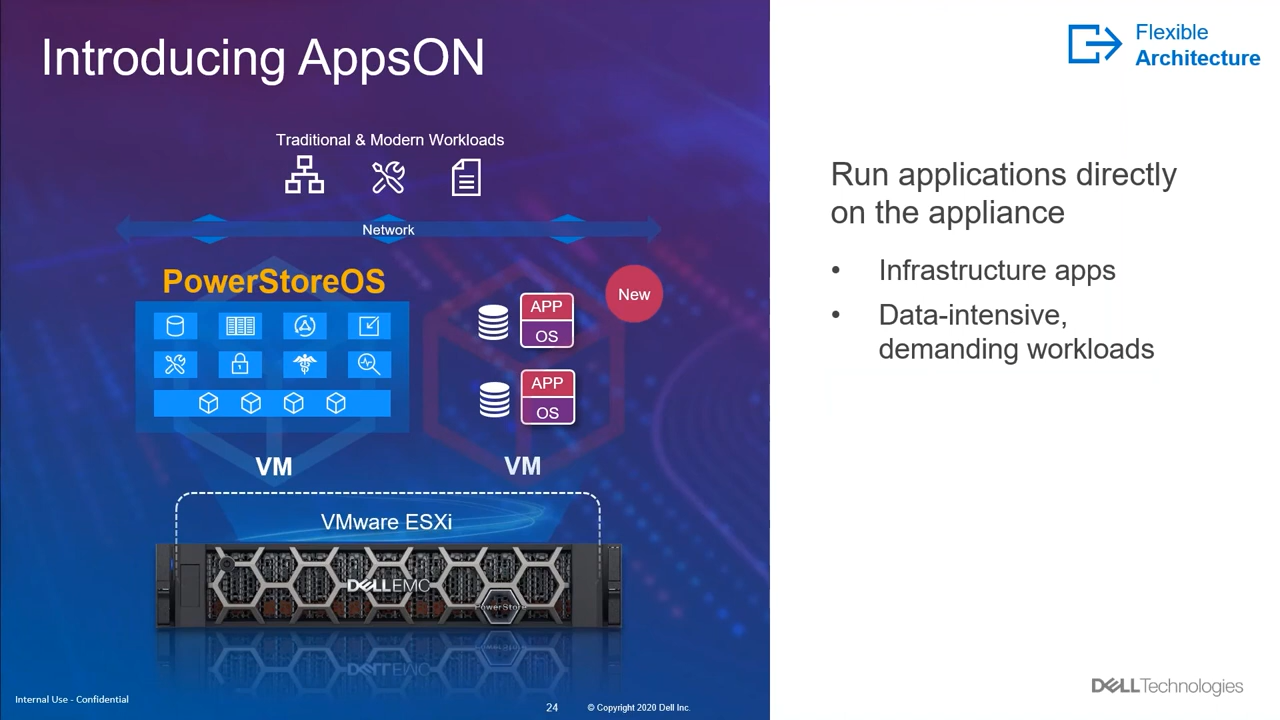 Introducing AppsON
Flexible
Architecture
Traditional & Modern Workloads
Network
PowerStoreOS
New
APP
OS
APP
OS
VM
VM
VMware ESXi
DELLEMC
PowerStore
Run applications directly
on the appliance
• Infrastructure apps
• Data-intensive,
demanding workloads
Internal Use - Confidential
24
© Copyright 2020 Dell Inc.
DELLTechnologies